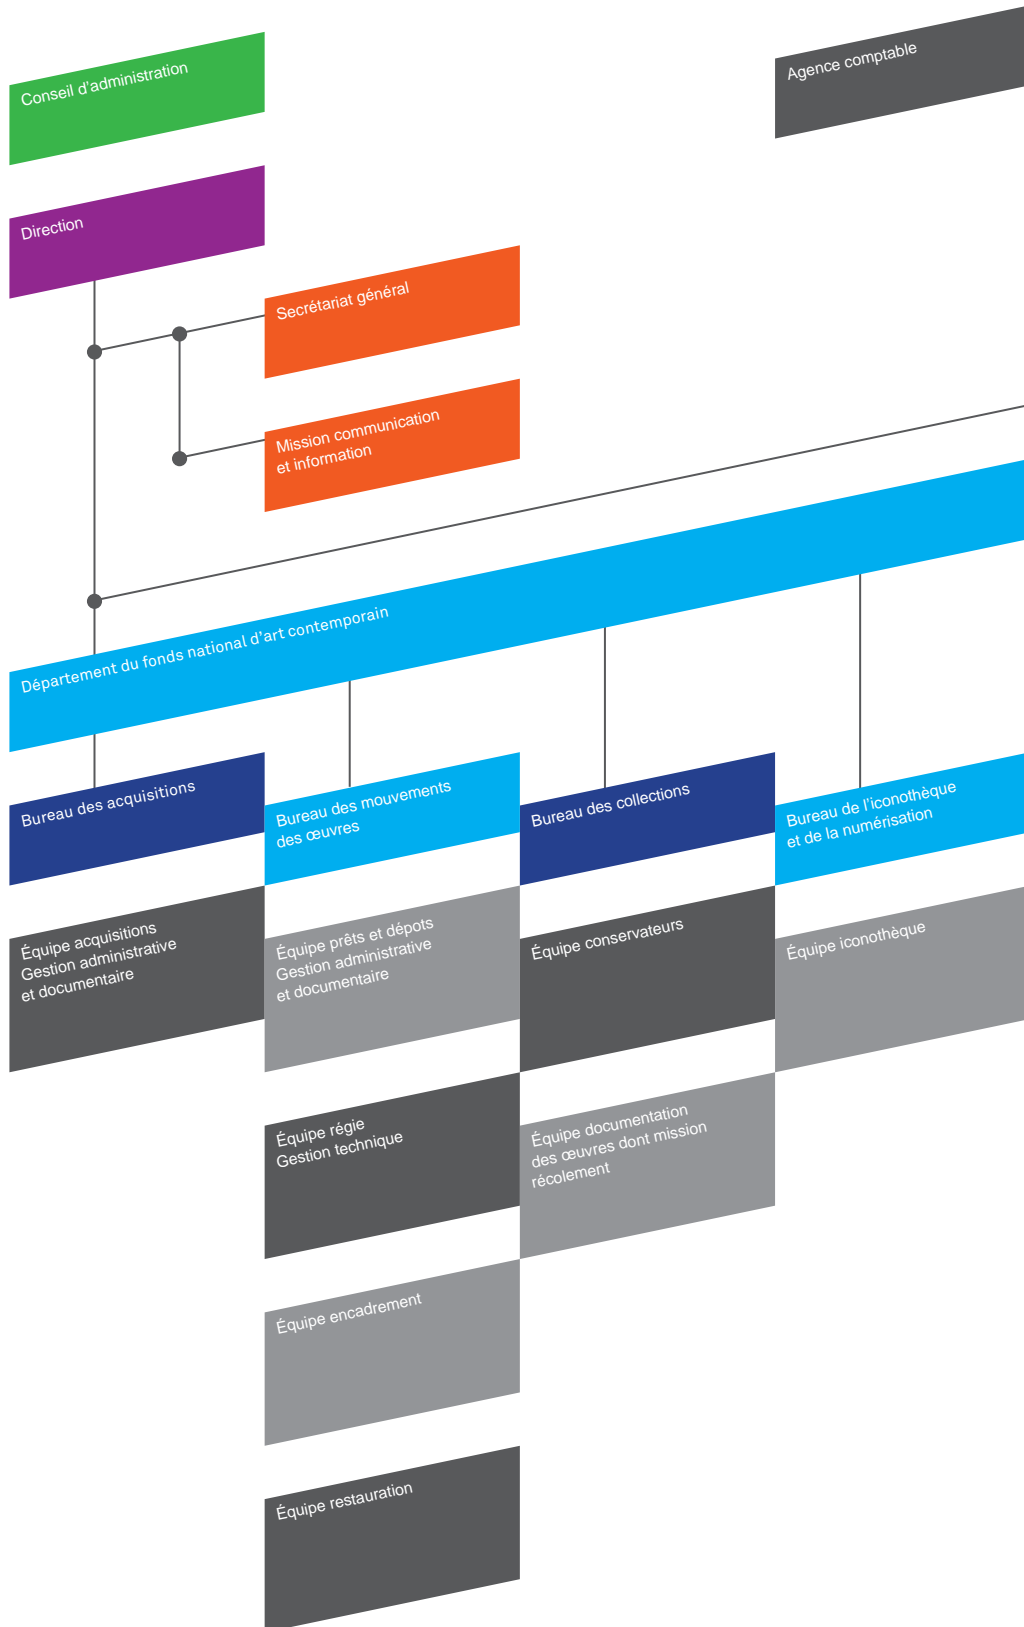 Conseil d'administration
Agence comptable
Direction
Secrétariat général
Mission communication
et information
Département du fonds national d'art contemporain
Bureau des acquisitions
Bureau des mouvements
des œuvres
Bureau des collections
Bureau de l'iconothèque
et de la numérisation
Équipe acquisitions
Gestion administrative
et documentaire
Équipe prêts et dépots
Gestion administrative
et documentaire
Équipe conservateurs
Équipe iconothèque
Équipe régie
Gestion technique
Équipe documentation
des œuvres dont mission
récolement
Équipe encadrement
Équipe restauration